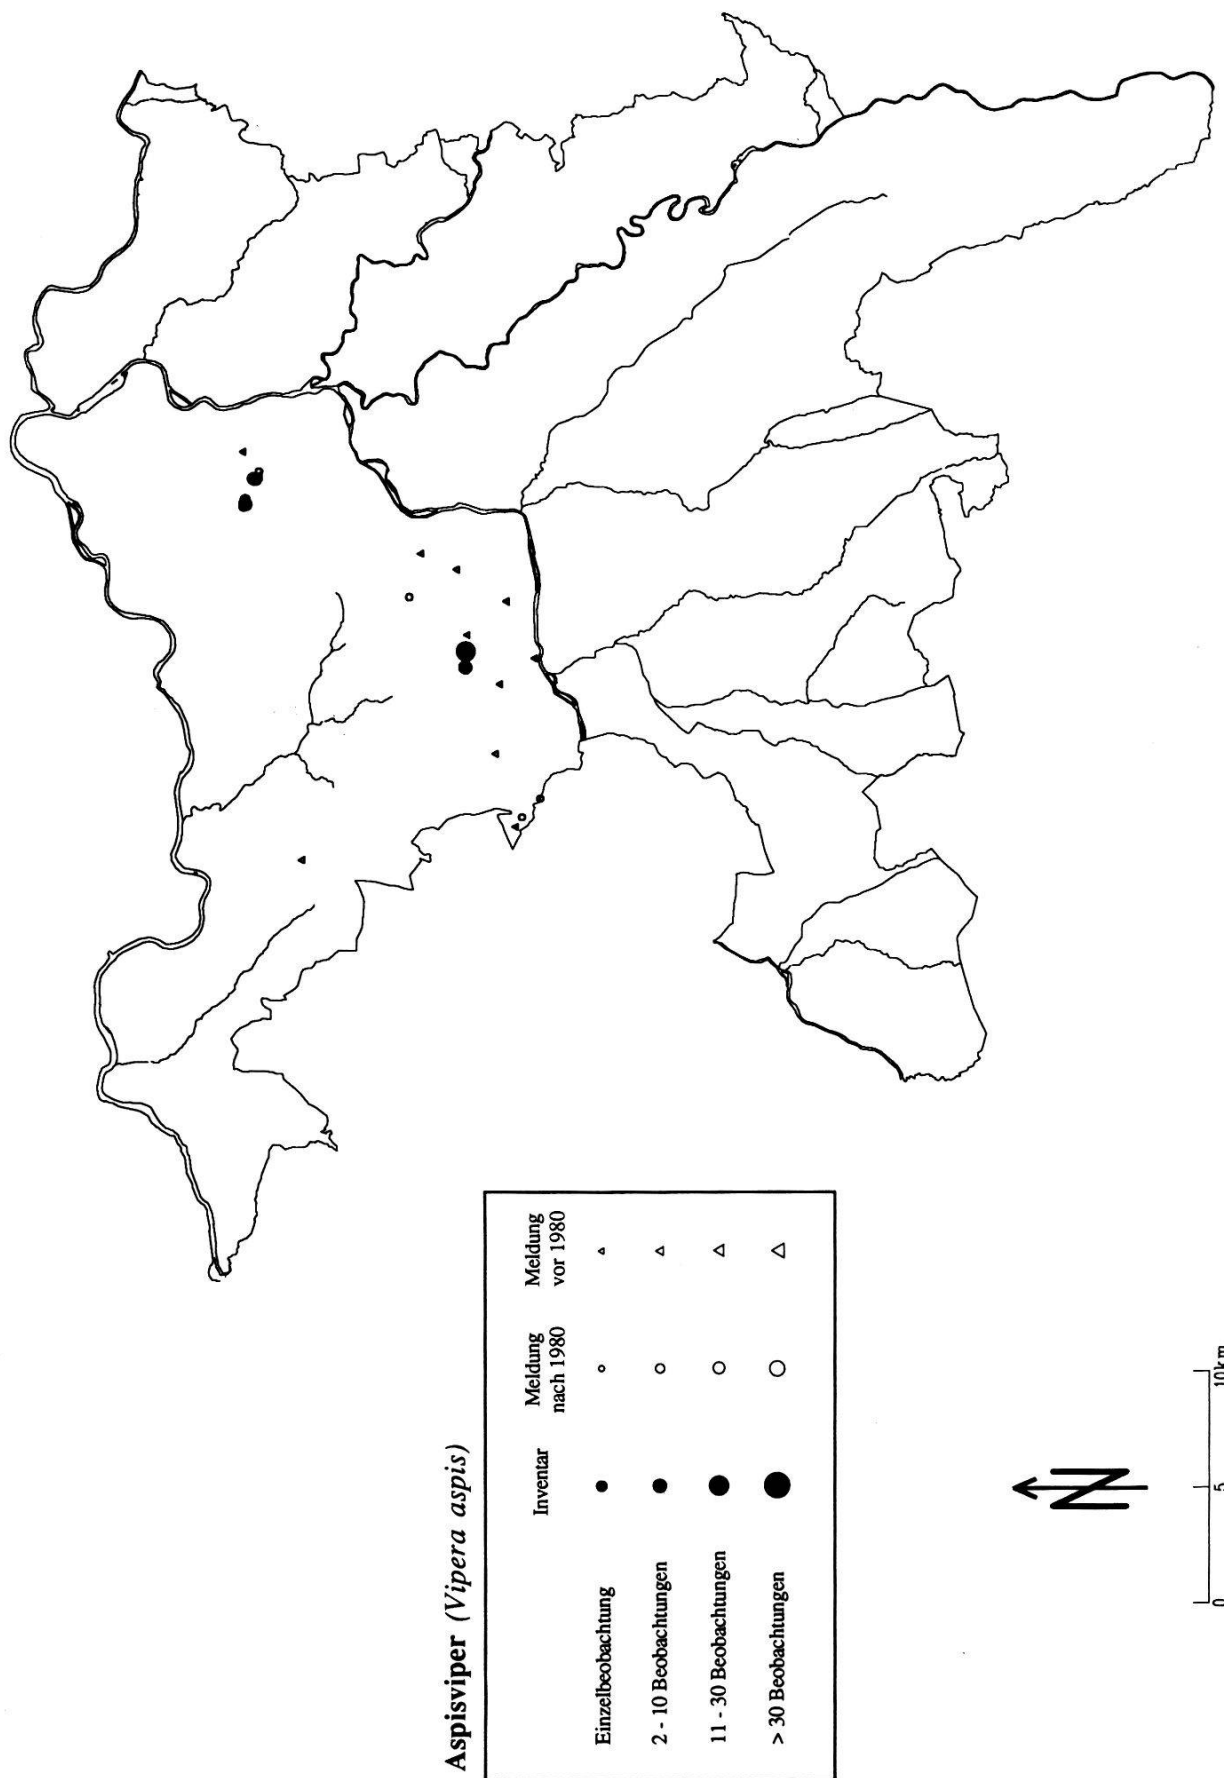 Aspisviper (Vipera aspis)
Inventar
Meldung nach 1980
Meldung vor 1980
Einzelbeobachtung
2 - 10 Beobachtungen
11 - 30 Beobachtungen
> 30 Beobachtungen
N
0 5 10km